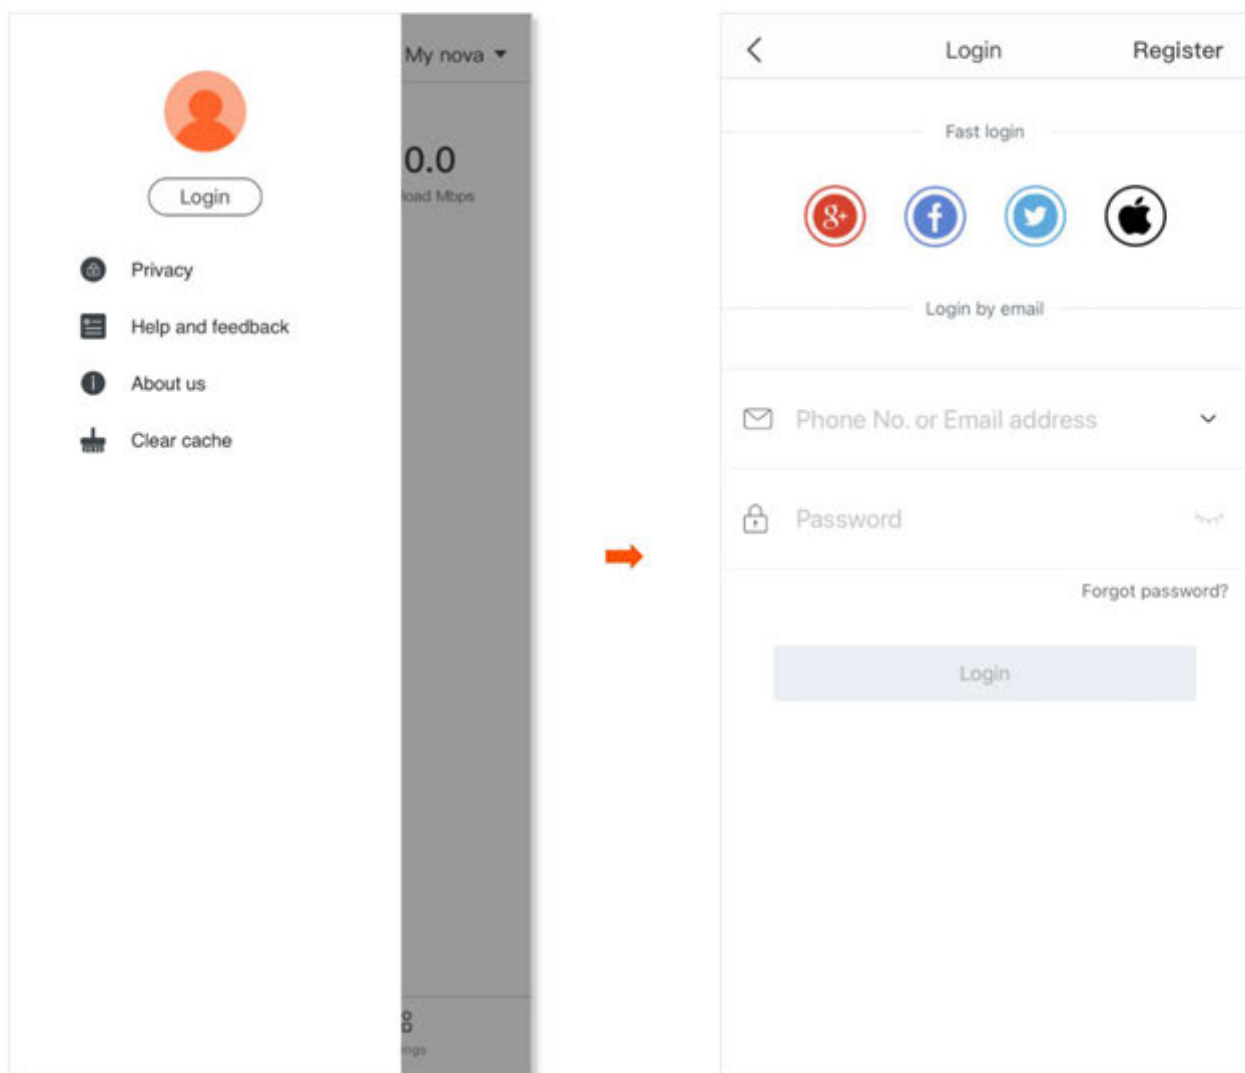 My nova
0.0
Mbps
Login
Privacy
Help and feedback
About us
Clear cache
Login
Register
Fast login
g+
f
Login by email
Phone No. or Email address
Password
Forgot password?
Login